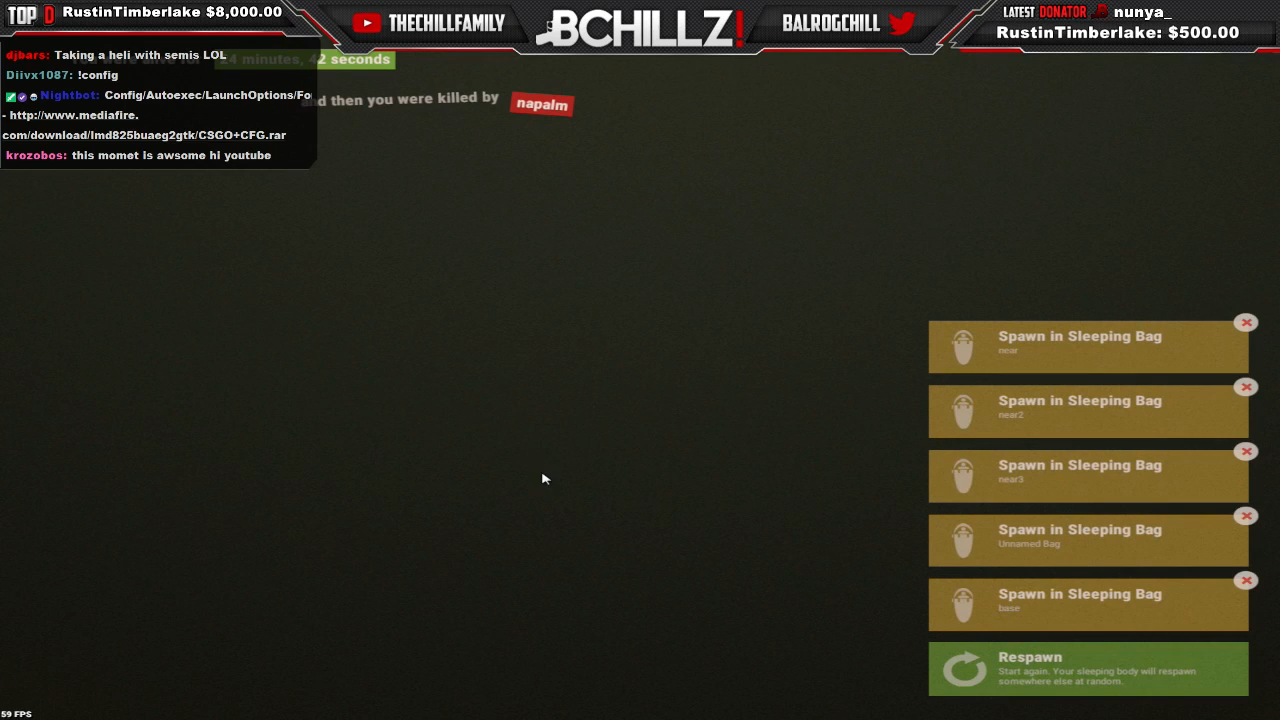 TOP D RustinTimberlake $8,000.00
THECHILLFAMILY
BCHILLZ!
BALROGCHILL
LATEST DONATOR nunya_
RustinTimberlake: $500.00
djbars: Taking a heli with semis LOL
24 minutes, 42 seconds
Diivx1087: !config
Nightbot: Config/Autoexec/LaunchOptions/Fo
- http://www.mediafire.
com/download/lmd825buaeg2gtk/CSGO+CFG.rar
krozobos: this momet is awsome hi youtube
and then you were killed by napalm
Spawn in Sleeping Bag
near
Spawn in Sleeping Bag
near2
Spawn in Sleeping Bag
near3
Spawn in Sleeping Bag
Unnamed Bag
Spawn in Sleeping Bag
base
Respawn
Start again. Your sleeping body will respawn
somewhere else at random.
59 FPS